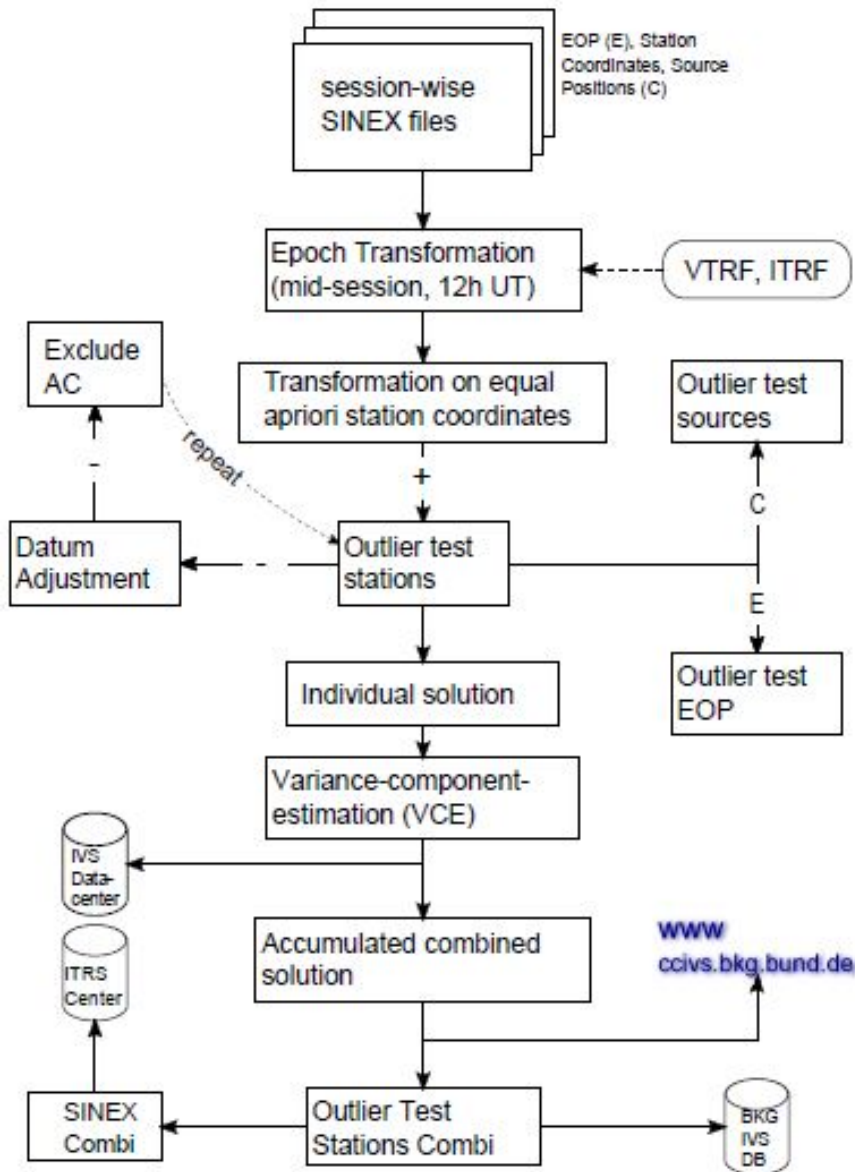 EOP (E), Station
Coordinates, Source
Positions (C)
session-wise
SINEX files
Epoch Transformation
(mid-session, 12h UT)
VTRF, ITRF
Exclude
AC
Transformation on equal
apriori station coordinates
Outlier test
sources
repeat
-
+
C
Datum
Adjustment
-
Outlier test
stations
E
Individual solution
Outlier test
EOP
Variance-component-
estimation (VCE)
IVS
Data-
center
Accumulated combined
solution
www
ccivs.bkg.bund.de
ITRS
Center
SINEX
Combi
Outlier Test
Stations Combi
BKG
IVS
DB